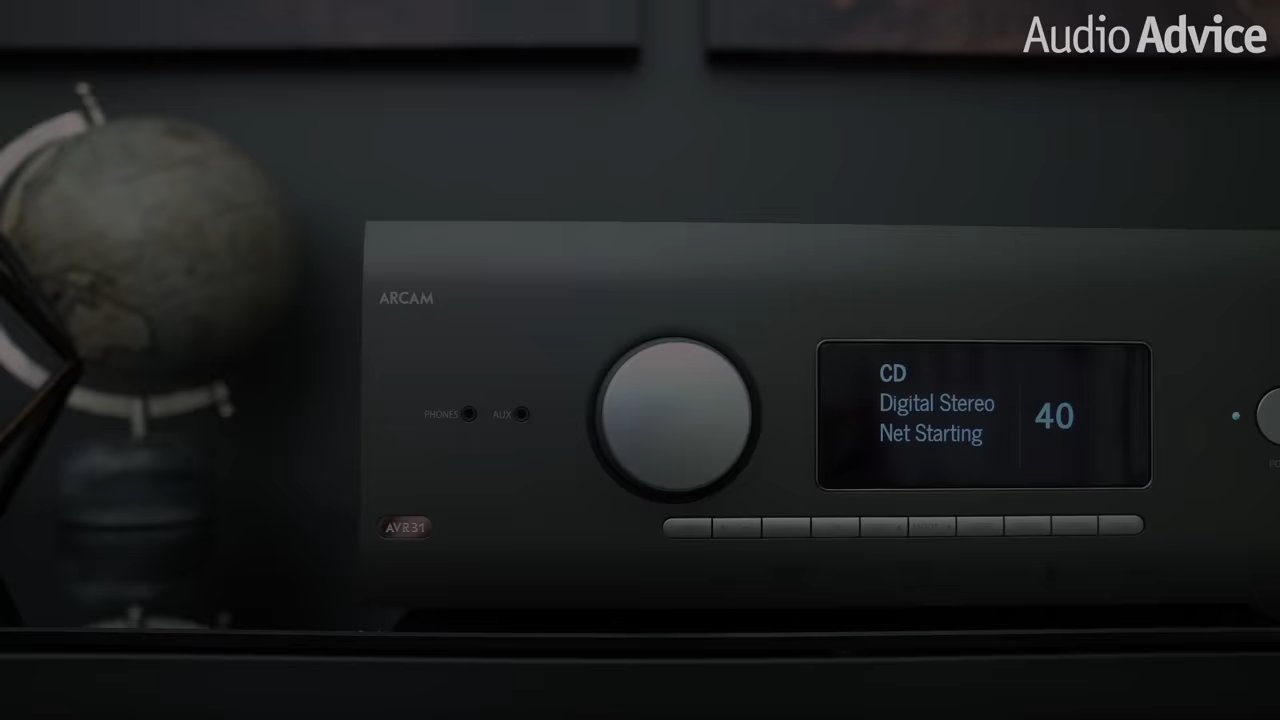 Audio Advice
ARCAM
CD
Digital Stereo
Net Starting
40
PHONES
AUX
AVR31